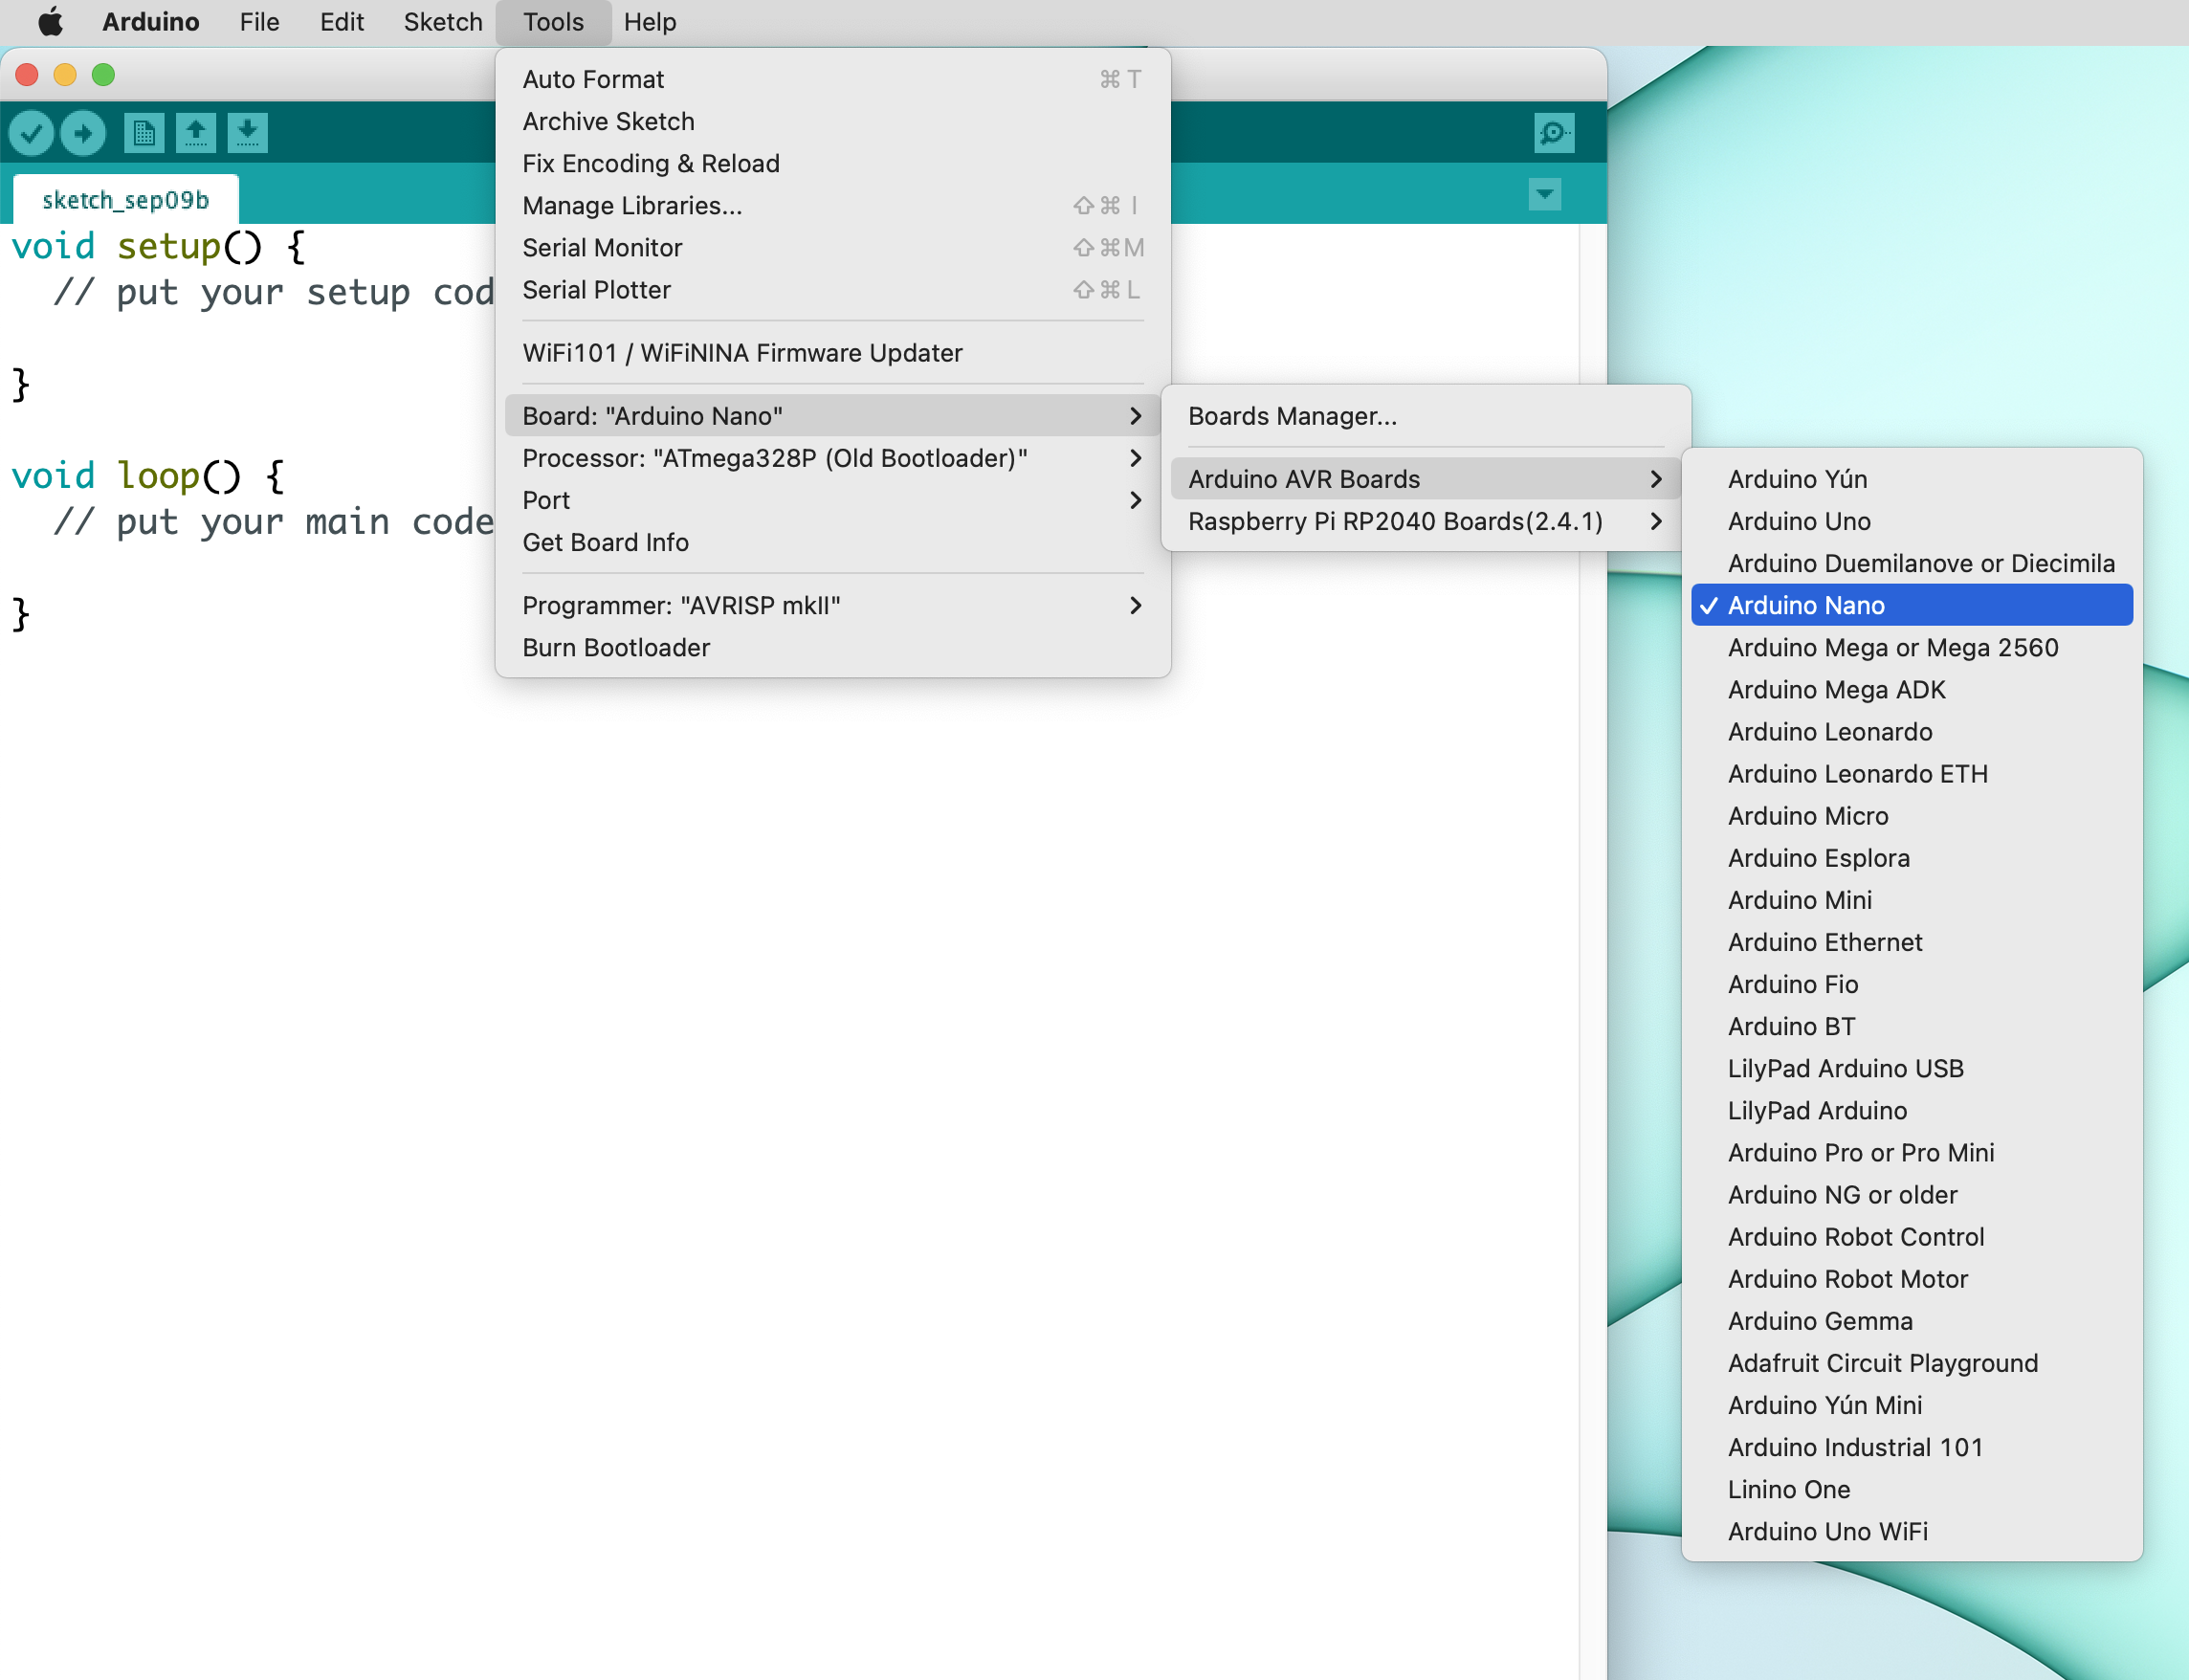 Arduino File Edit Sketch Tools Help
sketch_sep09b
void setup() {
// put your setup cod
}
void loop() {
// put your main code
}
Auto Format ⌘ T
Archive Sketch
Fix Encoding & Reload
Manage Libraries... ⇧⌘ I
Serial Monitor ⇧⌘M
Serial Plotter ⇧⌘ L
WiFi101 / WiFiNINA Firmware Updater
Board: "Arduino Nano"
Processor: "ATmega328P (Old Bootloader)"
Port
Get Board Info
Programmer: "AVRISP mkII"
Burn Bootloader
Boards Manager...
Arduino AVR Boards
Raspberry Pi RP2040 Boards(2.4.1)
Arduino Yún
Arduino Uno
Arduino Duemilanove or Diecimila
✓ Arduino Nano
Arduino Mega or Mega 2560
Arduino Mega ADK
Arduino Leonardo
Arduino Leonardo ETH
Arduino Micro
Arduino Esplora
Arduino Mini
Arduino Ethernet
Arduino Fio
Arduino BT
LilyPad Arduino USB
LilyPad Arduino
Arduino Pro or Pro Mini
Arduino NG or older
Arduino Robot Control
Arduino Robot Motor
Arduino Gemma
Adafruit Circuit Playground
Arduino Yún Mini
Arduino Industrial 101
Linino One
Arduino Uno WiFi